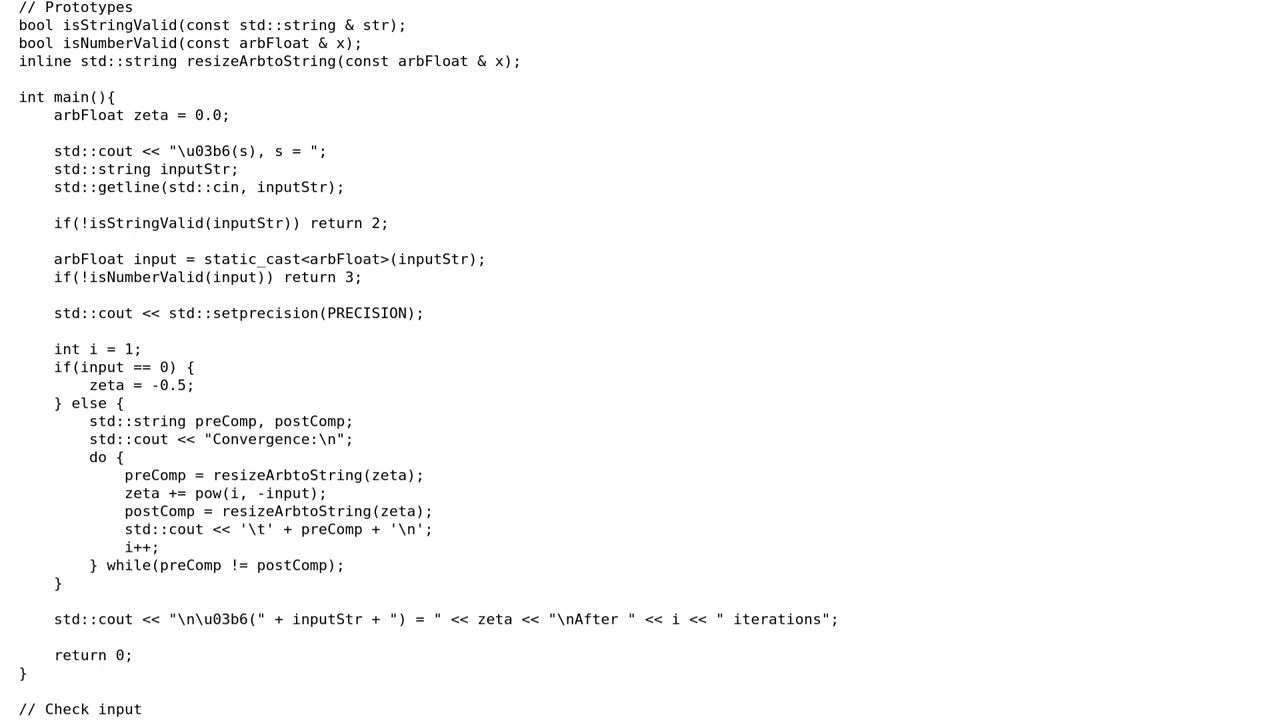 // Prototypes
bool isStringValid(const std::string & str);
bool isNumberValid(const arbFloat & x);
inline std::string resizeArbtoString(const arbFloat & x);
int main(){
    arbFloat zeta = 0.0;
    std::cout << "\u03b6(s), s = ";
    std::string inputStr;
    std::getline(std::cin, inputStr);
    if(!isStringValid(inputStr)) return 2;
    arbFloat input = static_cast<arbFloat>(inputStr);
    if(!isNumberValid(input)) return 3;
    std::cout << std::setprecision(PRECISION);
    int i = 1;
    if(input == 0) {
        zeta = -0.5;
    } else {
        std::string preComp, postComp;
        std::cout << "Convergence:\n";
        do {
            preComp = resizeArbtoString(zeta);
            zeta += pow(i, -input);
            postComp = resizeArbtoString(zeta);
            std::cout << '\t' + preComp + '\n';
            i++;
        } while(preComp != postComp);
    }
    std::cout << "\n\u03b6(" + inputStr + ") = " << zeta << "\nAfter " << i << " iterations";
    return 0;
}
// Check input